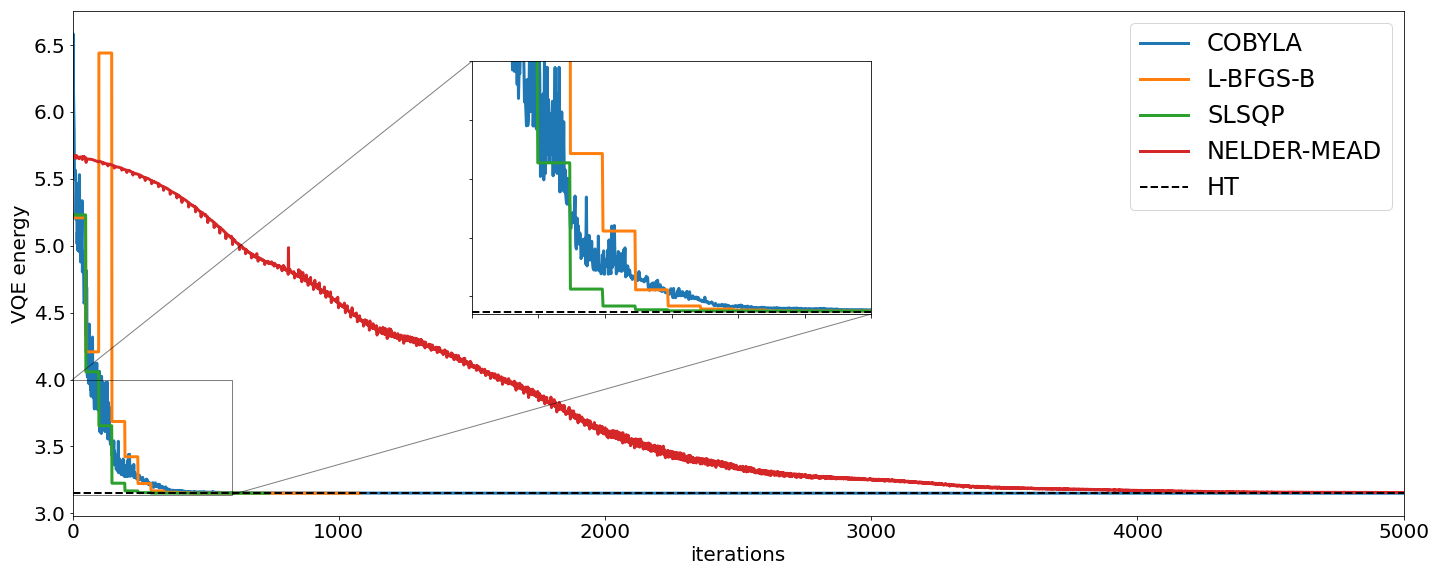 6.5
6.0
5.5
5.0
4.5
4.0
3.5
3.0
VQE energy
COBYLA
L-BFGS-B
SLSQP
NELDER-MEAD
HT
0 1000 2000 3000 4000 5000
iterations